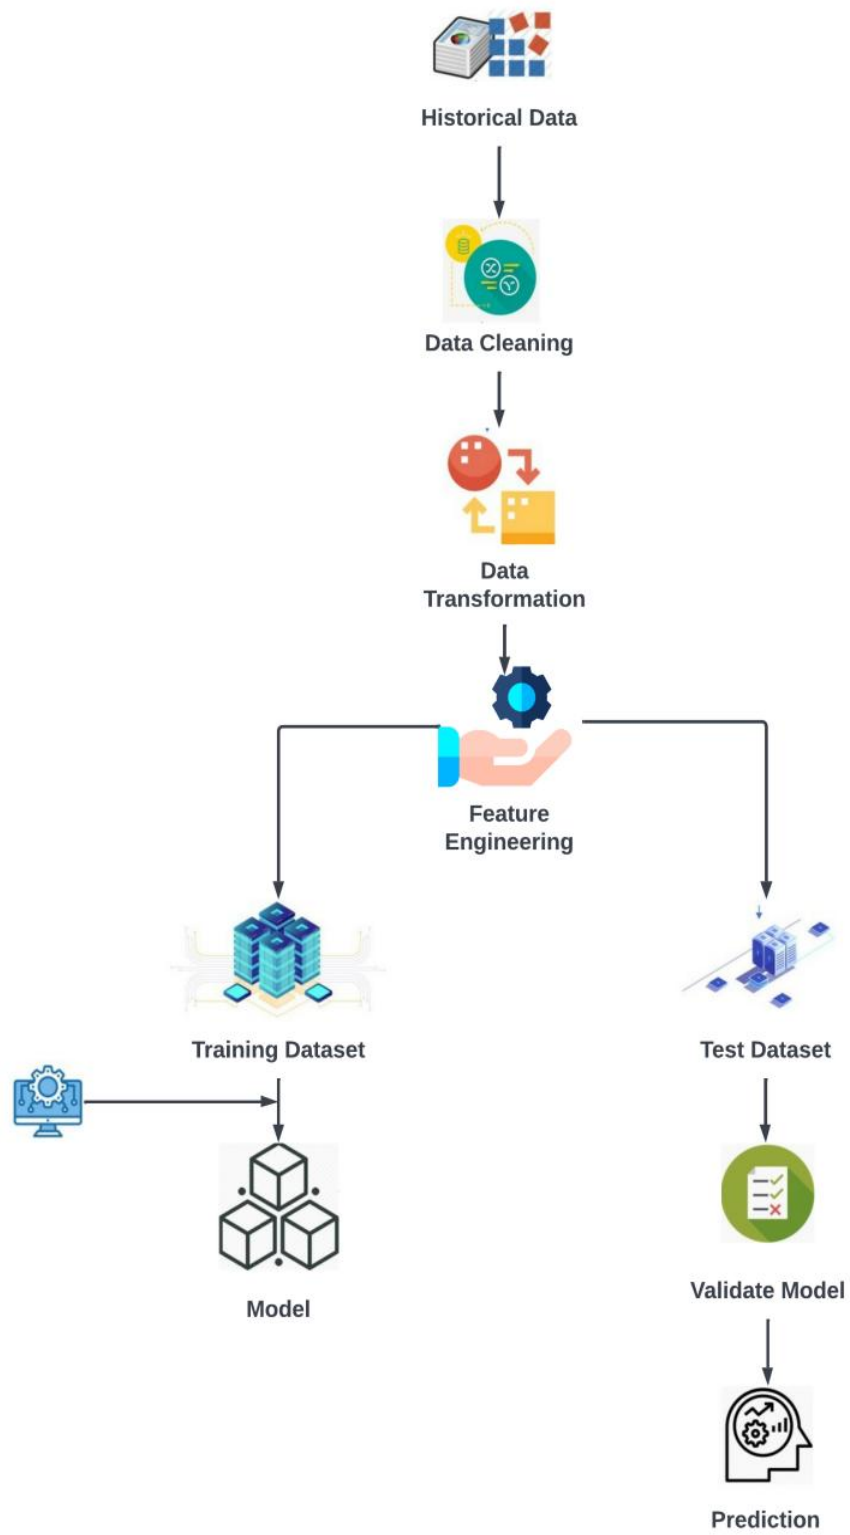 Historical Data
Data Cleaning
Data
Transformation
Feature
Engineering
Training Dataset
Test Dataset
Model
Validate Model
Prediction